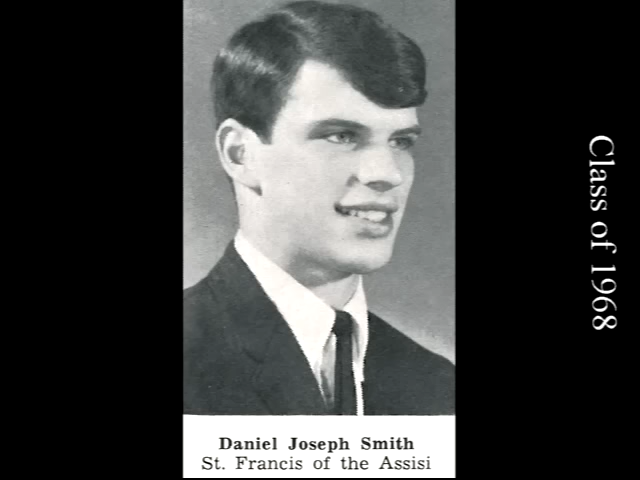 Daniel Joseph Smith
St. Francis of the Assisi
Class of 1968